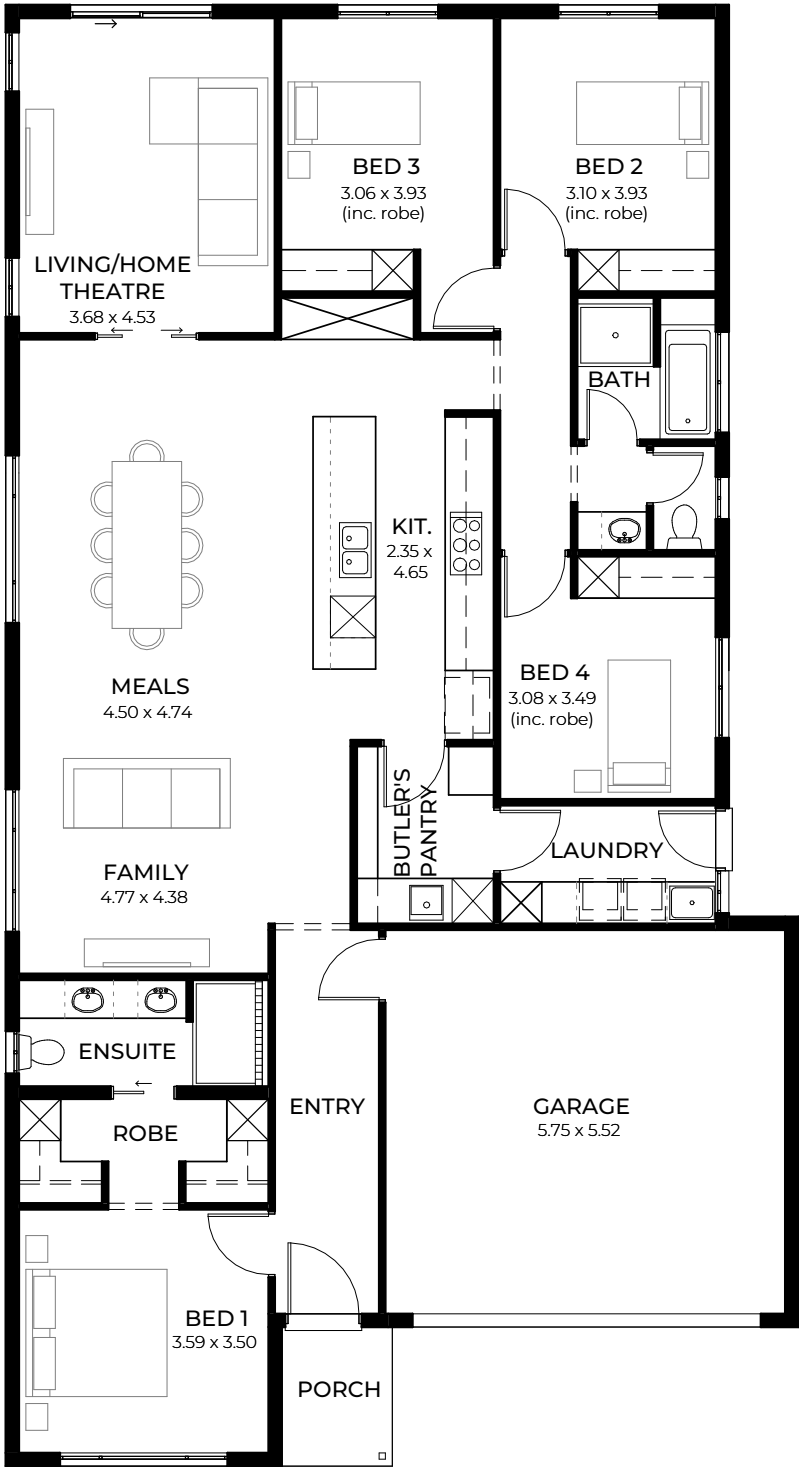 BED 3
3.06 x 3.93
(inc. robe)
BED 2
3.10 x 3.93
(inc. robe)
LIVING/HOME
THEATRE
3.68 x 4.53
BATH
KIT.
2.35 x
4.65
MEALS
4.50 x 4.74
BED 4
3.08 x 3.49
(inc. robe)
BUTLER'S
PANTRY
LAUNDRY
FAMILY
4.77 x 4.38
ENSUITE
ROBE
ENTRY
GARAGE
5.75 x 5.52
BED 1
3.59 x 3.50
PORCH